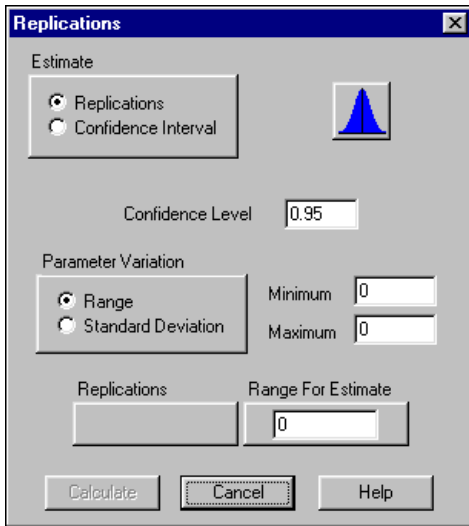 Replications
Estimate
Replications
Confidence Interval
Confidence Level 0.95
Parameter Variation
Range
Standard Deviation
Minimum 0
Maximum 0
Replications
Range For Estimate
0
Calculate
Cancel
Help